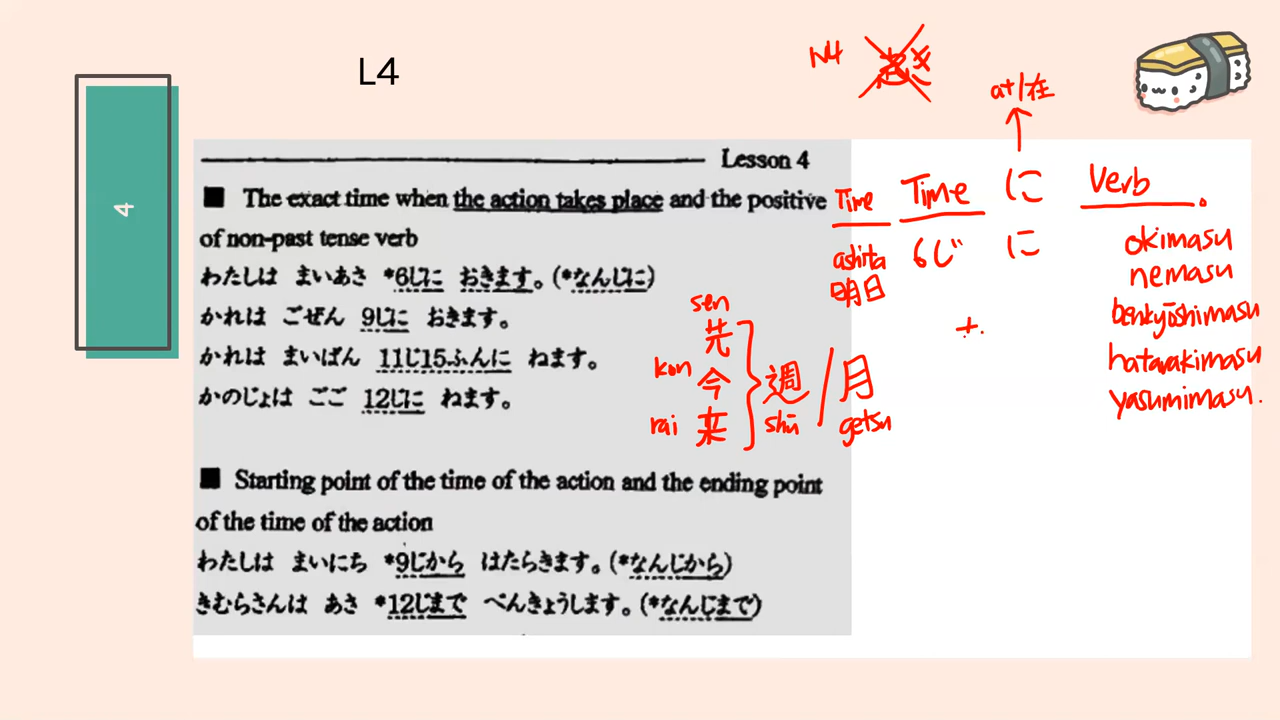 L4
N4
at/在
4
Lesson 4
■ The exact time when the action takes place and the positive
of non-past tense verb
わたしは まいあさ *6じに おきます。(*なんじに)
かれは ごぜん 9じに おきます。
かれは まいばん 11じ15ふんに ねます。
かのじょは ごご 12じに ねます。
■ Starting point of the time of the action and the ending point
of the time of the action
わたしは まいにち *9じから はたらきます。(*なんじから)
きむらさんは あさ *12じまで べんきょうします。(*なんじまで)
Time Time に Verb.
ashita 6じ に
明日
okimasu
nemasu
benkyōshimasu
hatarakimasu
yasumimasu.
sen 先
kon 今
rai 来
週 / 月
shū getsu
+.